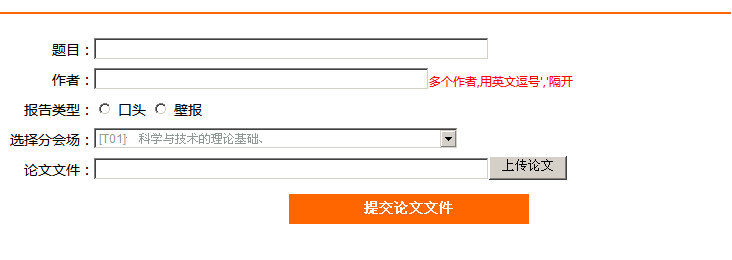 题目：
作者： 多个作者,用英文逗号','隔开
报告类型： 口头 壁报
选择分会场： [T01] 科学与技术的理论基础、
论文文件： 上传论文
提交论文文件